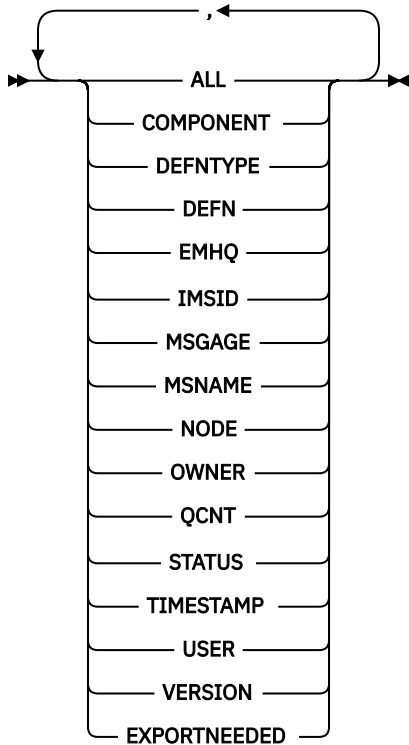 ,
ALL
COMPONENT
DEFNTYPE
DEFN
EMHQ
IMSID
MSGAGE
MSNAME
NODE
OWNER
QCNT
STATUS
TIMESTAMP
USER
VERSION
EXPORTNEEDED